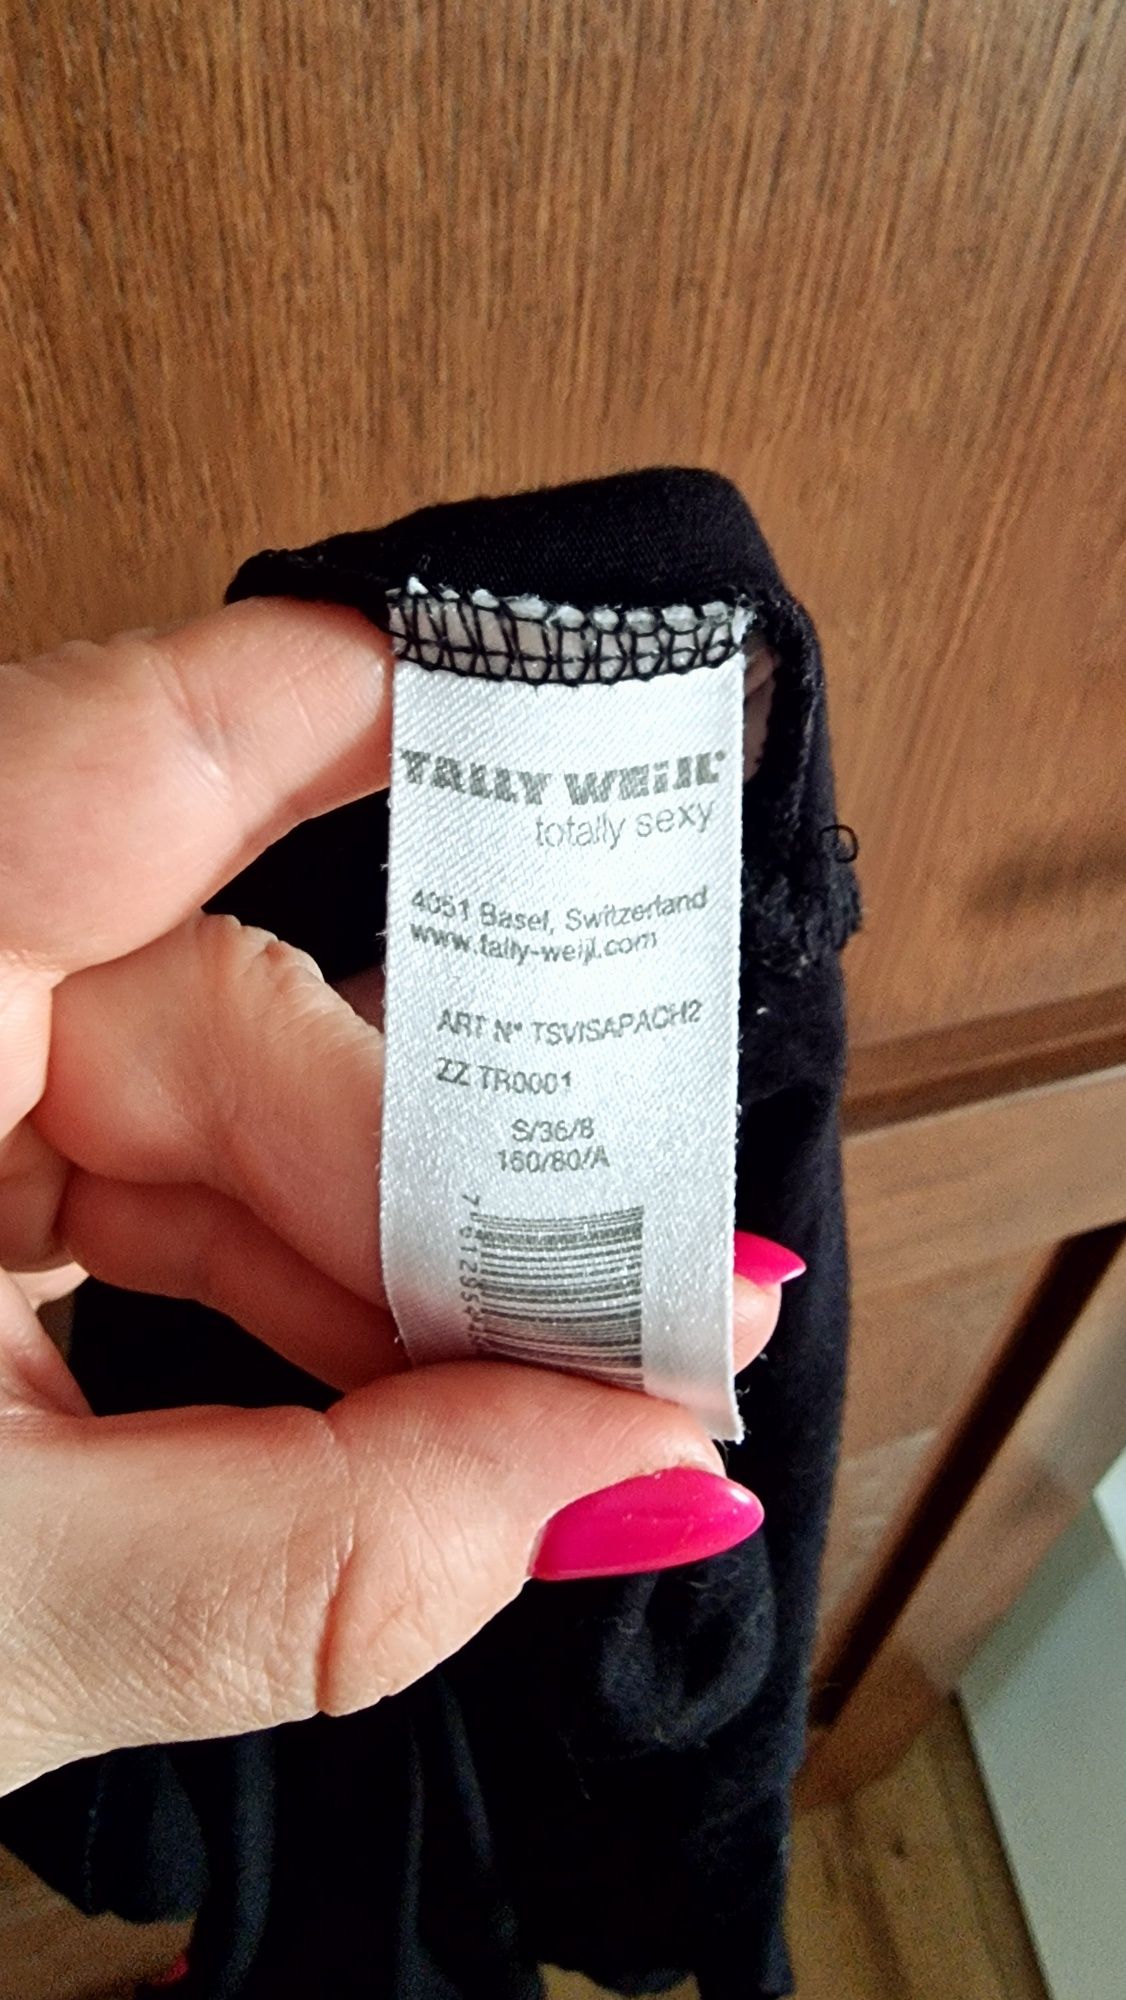 TALLY WEiJL®
totally sexy
4051 Basel, Switzerland
www.tally-weijl.com
ART N° TSVISAPACH2
ZZ TR0001
S/36/8
160/80/A